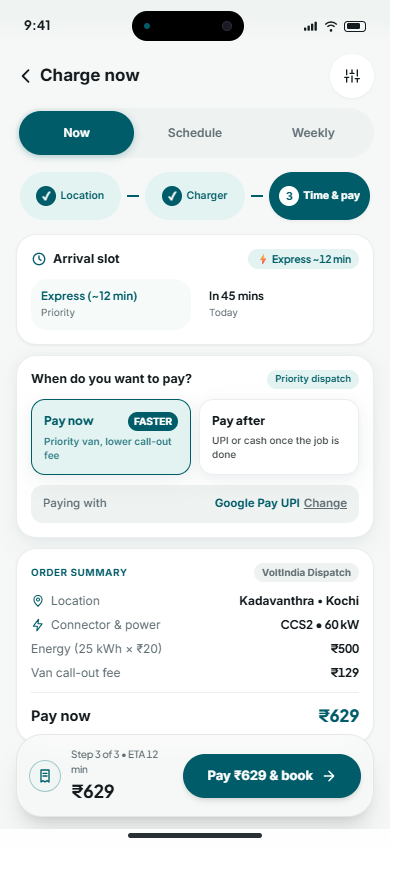 9:41
Charge now
Now
Schedule
Weekly
Location
Charger
3 Time & pay
Arrival slot
Express ~12 min
Express (~12 min)
Priority
In 45 mins
Today
When do you want to pay?
Priority dispatch
Pay now
FASTER
Priority van, lower call-out
fee
Pay after
UPI or cash once the job is
done
Paying with
Google Pay UPI Change
ORDER SUMMARY
VoltIndia Dispatch
Location
Kadavanthra • Kochi
Connector & power
CCS2 • 60 kW
Energy (25 kWh × ₹20)
₹500
Van call-out fee
₹129
Pay now
₹629
Step 3 of 3 • ETA 12
min
₹629
Pay ₹629 & book →